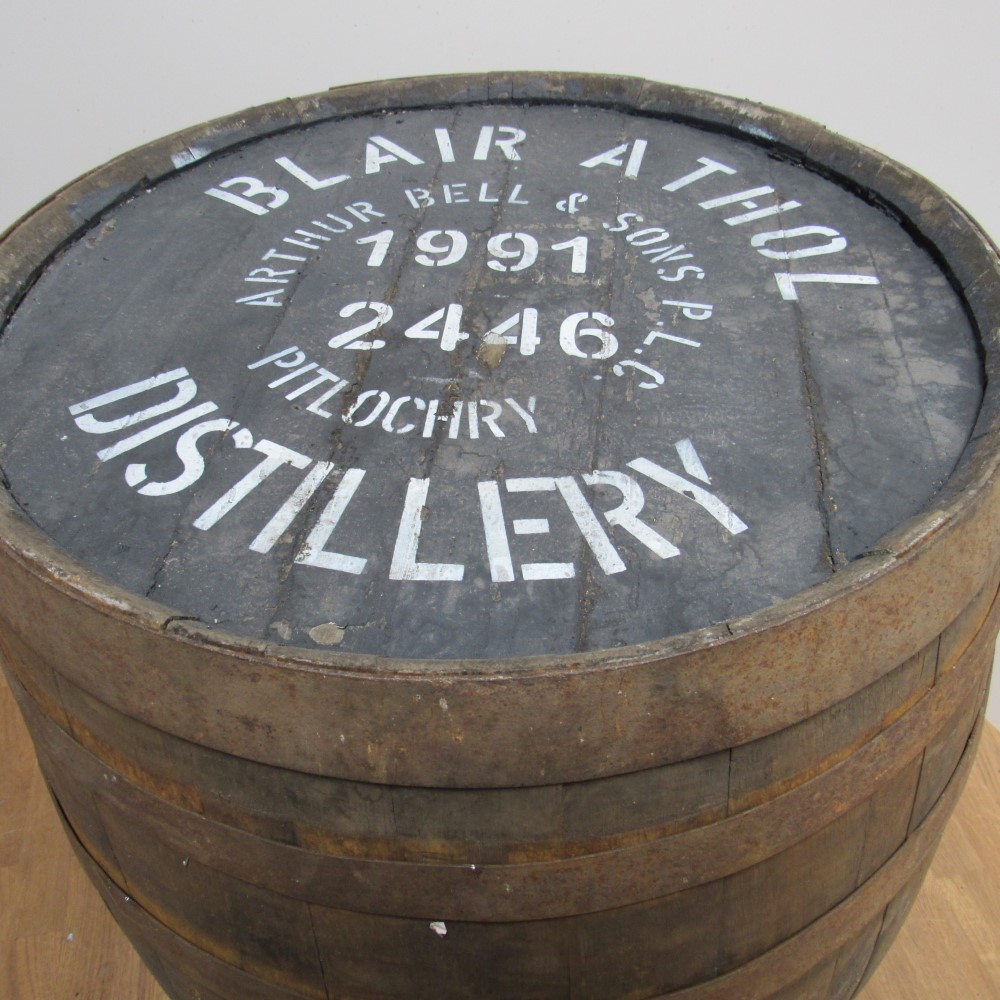 BLAIR ATHOL
ARTHUR BELL & SONS P.L.C.
1991
2446
PITLOCHRY
DISTILLERY